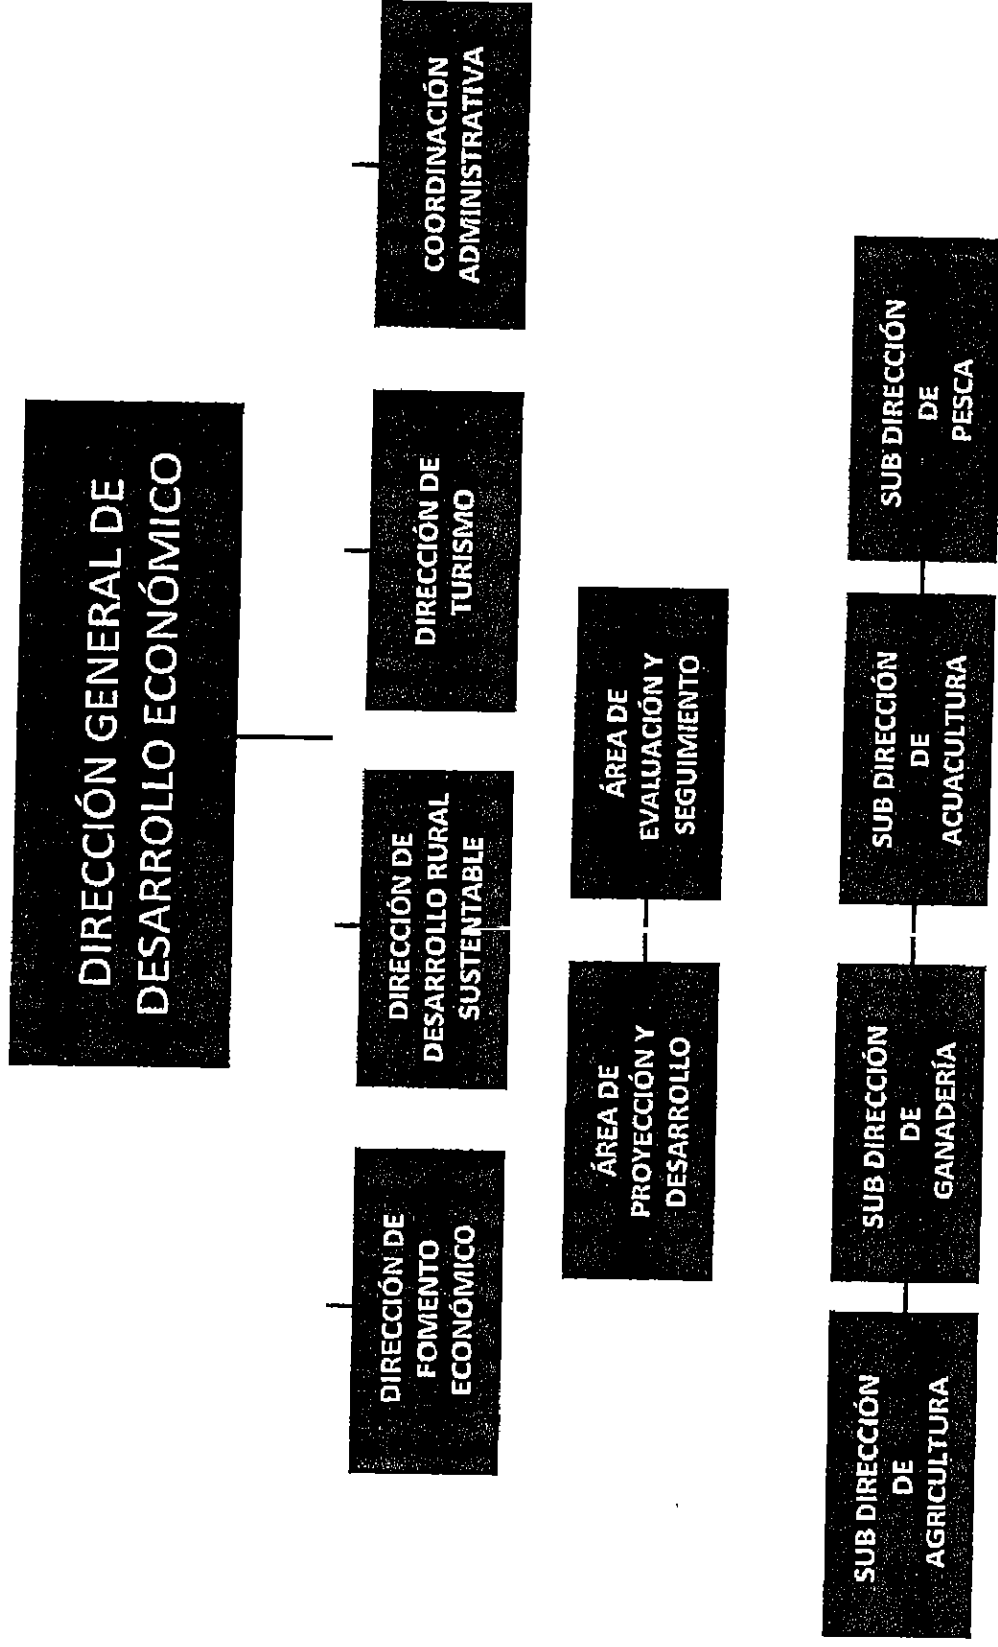 DIRECCIÓN GENERAL DE
DESARROLLO ECONÓMICO
DIRECCIÓN DE
FOMENTO
ECONÓMICO
DIRECCIÓN DE
DESARROLLO RURAL
SUSTENTABLE
DIRECCIÓN DE
TURISMO
COORDINACIÓN
ADMINISTRATIVA
ÁREA DE
PROYECCIÓN Y
DESARROLLO
ÁREA DE
EVALUACIÓN Y
SEGUIMIENTO
SUB DIRECCIÓN
DE
AGRICULTURA
SUB DIRECCIÓN
DE
GANADERÍA
SUB DIRECCIÓN
DE
ACUACULTURA
SUB DIRECCIÓN
DE
PESCA